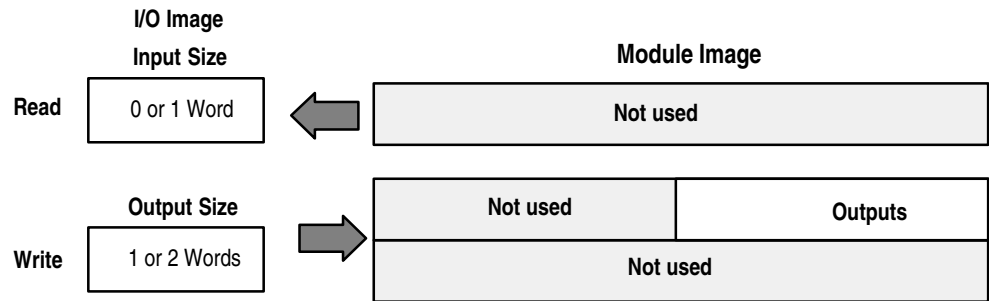 I/O Image
Input Size
Module Image
Read
0 or 1 Word
Not used
Output Size
Not used
Outputs
Write
1 or 2 Words
Not used